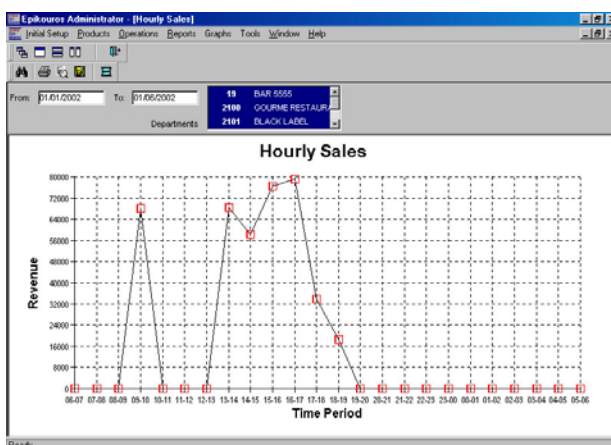 Epikouros Administrator - [Hourly Sales]
Initial Setup Products Operations Reports Graphs Tools Window Help
From: 01/01/2002 To: 01/06/2002
19 BAR 5555
2100 GOURME RESTAURA
2101 BLACK LABEL
Departments
Hourly Sales
80000
72000
64000
56000
48000
40000
32000
24000
16000
8000
0
Revenue
06-07 07-08 08-09 09-10 10-11 11-12 12-13 13-14 14-15 15-16 16-17 17-18 18-19 19-20 20-21 21-22 22-23 23-00 00-01 01-02 02-03 03-04 04-05 05-06
Time Period
Ready